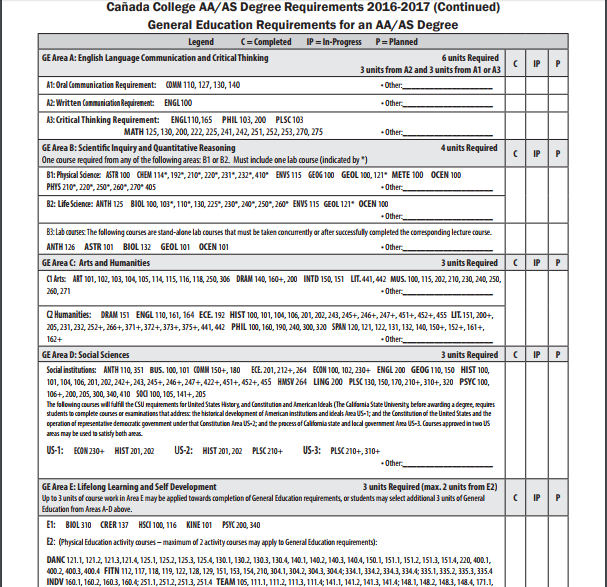 Cañada College AA/AS Degree Requirements 2016-2017 (Continued)
General Education Requirements for an AA/AS Degree
Legend C = Completed IP = In-Progress P = Planned
GE Area A: English Language Communication and Critical Thinking 6 units Required
3 units from A2 and 3 units from A1 or A3
C IP P
A1: Oral Communication Requirement: COMM 110, 127, 130, 140
• Other:
A2: Written Communication Requirement: ENGL 100
• Other:
A3: Critical Thinking Requirement: ENGL 110, 165 PHIL 103, 200 PLSC 103
MATH 125, 130, 200, 222, 225, 241, 242, 251, 252, 253, 270, 275
• Other:
GE Area B: Scientific Inquiry and Quantitative Reasoning 4 units Required
One course required from any of the following areas: B1 or B2. Must include one lab course (indicated by *)
C IP P
B1: Physical Science: ASTR 100 CHEM 114*, 192*, 210*, 220*, 231*, 232*, 410* ENVS 115 GEOG 100 GEOL 100, 121* METE 100 OCEN 100
PHYS 210*, 220*, 250*, 260*, 270* 405
• Other:
B2: Life Science: ANTH 125 BIOL 100, 103*, 110*, 130, 225*, 230*, 240*, 250*, 260* ENVS 115 GEOL 121* OCEN 100
• Other:
B3: Lab courses: The following courses are stand-alone lab courses that must be taken concurrently or after successfully completed the corresponding lecture course.
ANTH 126 ASTR 101 BIOL 132 GEOL 101 OCEN 101
• Other:
GE Area C: Arts and Humanities 3 units Required C IP P
C1 Arts: ART 101, 102, 103, 104, 105, 114, 115, 116, 118, 250, 306 DRAM 140, 160+, 200 INTD 150, 151 LIT. 441, 442 MUS. 100, 115, 202, 210, 230, 240, 250,
260, 271
• Other:
C2 Humanities: DRAM 151 ENGL 110, 161, 164 ECE. 192 HIST 100, 101, 104, 106, 201, 202, 243, 245+, 246+, 247+, 451+, 452+, 455 LIT. 151, 200+,
205, 231, 232, 252+, 266+, 371+, 372+, 373+, 375+, 441, 442 PHIL 100, 160, 190, 240, 300, 320 SPAN 120, 121, 122, 131, 132, 140, 150+, 152+, 161+,
162+
• Other:
GE Area D: Social Sciences 3 units Required C IP P
Social institutions: ANTH 110, 351 BUS. 100, 101 COMM 150+, 180 ECE. 201, 212+, 264 ECON 100, 102, 230+ ENGL 200 GEOG 110, 150 HIST 100,
101, 104, 106, 201, 202, 242+, 243, 245+, 246+, 247+, 422+, 451+, 452+, 455 HMSV 264 LING 200 PLSC 130, 150, 170, 210+, 310+, 320 PSYC 100,
106+, 200, 205, 300, 340, 410 SOCI 100, 105, 141+, 205
The following courses will fulfill the CSU requirements for United States History, and Constitution and American Ideals (The California State University, before awarding a degree, requires
students to complete courses or examinations that address: the historical development of American institutions and ideals Area US-1; and the Constitution of the United States and the
operation of representative democratic government under that Constitution Area US-2; and the process of California state and local government Area US-3. Courses approved in two US
areas may be used to satisfy both areas.
US-1: ECON 230+ HIST 201, 202 US-2: HIST 201, 202 PLSC 210+ US-3: PLSC 210+, 310+
• Other:
GE Area E: Lifelong Learning and Self Development 3 units Required (max. 2 units from E2)
Up to 3 units of course work in Area E may be applied towards completion of General Education requirements, or students may select additional 3 units of General
Education from Areas A-D above.
C IP P
E1: BIOL 310 CRER 137 HSCI 100, 116 KINE 101 PSYC 200, 340
E2: (Physical Education activity courses – maximum of 2 activity courses may apply to General Education requirements):
DANC 121.1, 121.2, 121.3, 121.4, 125.1, 125.2, 125.3, 125.4, 130.1, 130.2, 130.3, 130.4, 140.1, 140.2, 140.3, 140.4, 150.1, 151.1, 151.2, 151.3, 151.4, 220, 400.1,
400.2, 400.3, 400.4 FITN 112, 117, 118, 119, 122, 128, 129, 151, 153, 154, 210, 304.1, 304.2, 304.3, 304.4; 334.1, 334.2, 334.3, 334.4; 335.1, 335.2, 335.3, 335.4
INDV 160.1, 160.2, 160.3, 160.4; 251.1, 251.2, 251.3, 251.4 TEAM 105, 111.1, 111.2, 111.3, 111.4; 141.1, 141.2, 141.3, 141.4; 148.1, 148.2, 148.3, 148.4, 171.1,